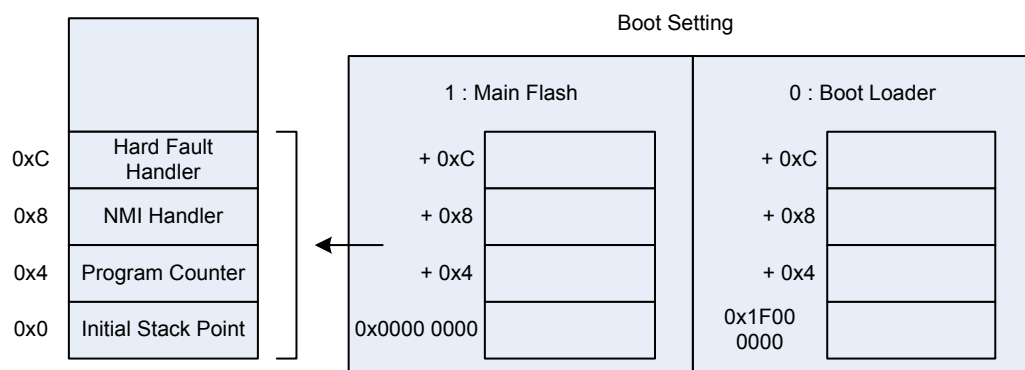 Boot Setting
1 : Main Flash
0 : Boot Loader
0xC
Hard Fault
Handler
+ 0xC
+ 0xC
0x8
NMI Handler
+ 0x8
+ 0x8
0x4
Program Counter
+ 0x4
+ 0x4
0x0
Initial Stack Point
0x0000 0000
0x1F00
0000